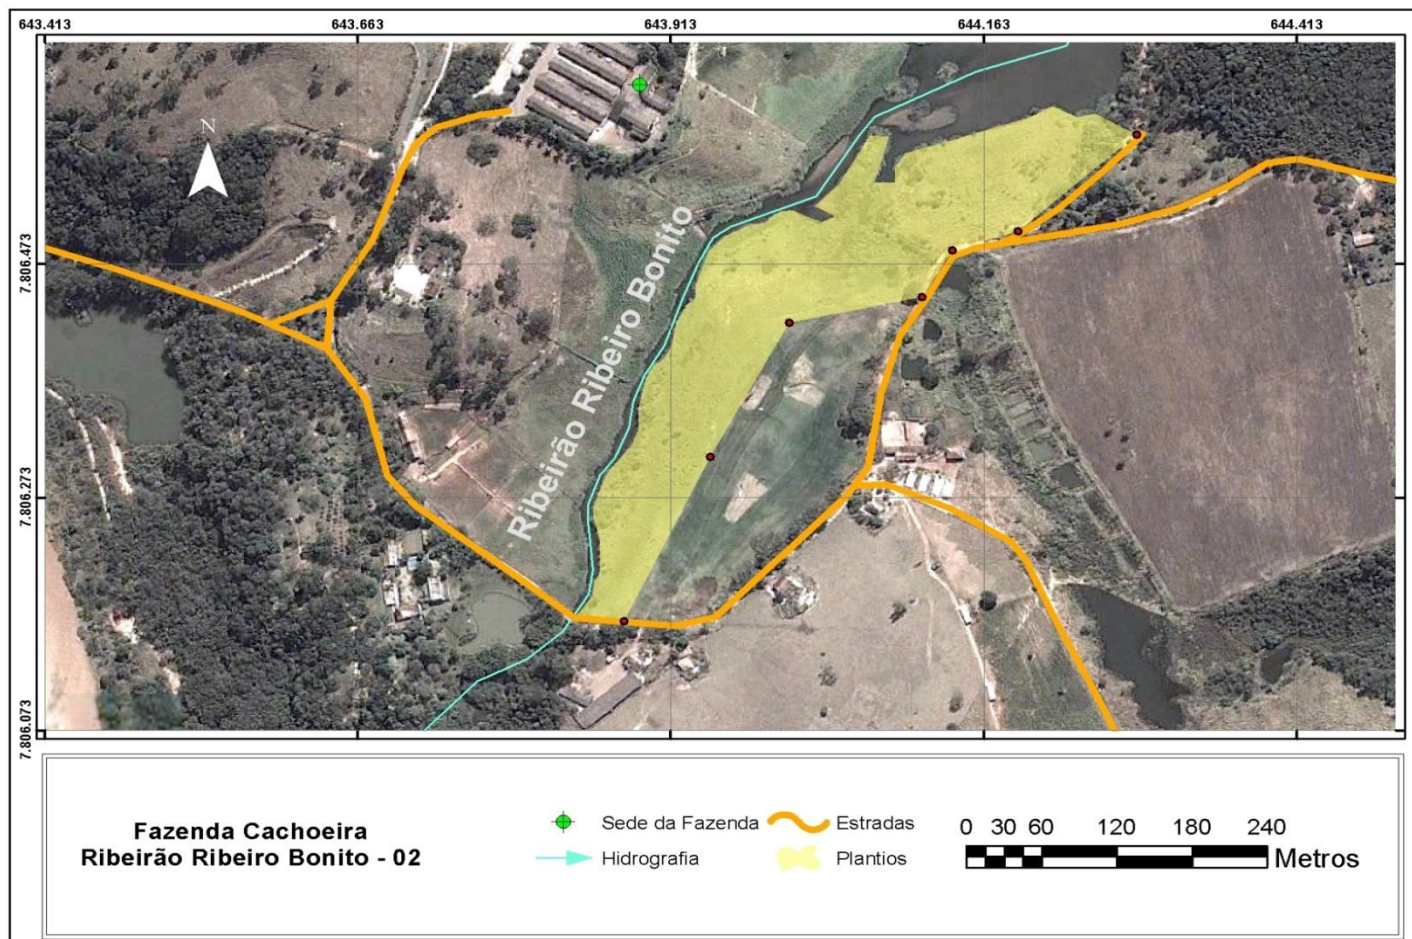 643.413 643.663 643.913 644.163 644.413
N
7.806.473
Ribeirão Ribeiro Bonito
7.806.273
7.806.073
Fazenda Cachoeira
Ribeirão Ribeiro Bonito - 02
Sede da Fazenda
Estradas
Hidrografia
Plantios
0 30 60 120 180 240
Metros